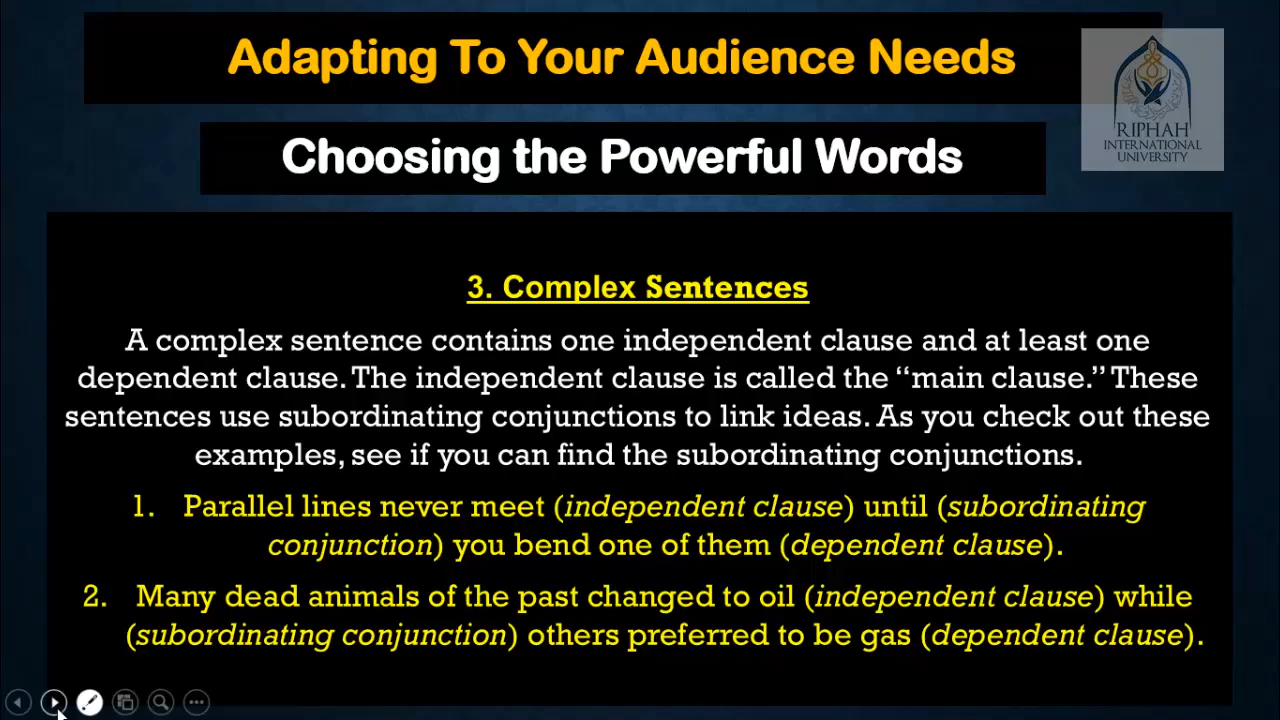 Adapting To Your Audience Needs
RIPHAH
INTERNATIONAL
UNIVERSITY
Choosing the Powerful Words
3. Complex Sentences
A complex sentence contains one independent clause and at least one
dependent clause. The independent clause is called the “main clause.” These
sentences use subordinating conjunctions to link ideas. As you check out these
examples, see if you can find the subordinating conjunctions.
1. Parallel lines never meet (independent clause) until (subordinating
conjunction) you bend one of them (dependent clause).
2. Many dead animals of the past changed to oil (independent clause) while
(subordinating conjunction) others preferred to be gas (dependent clause).